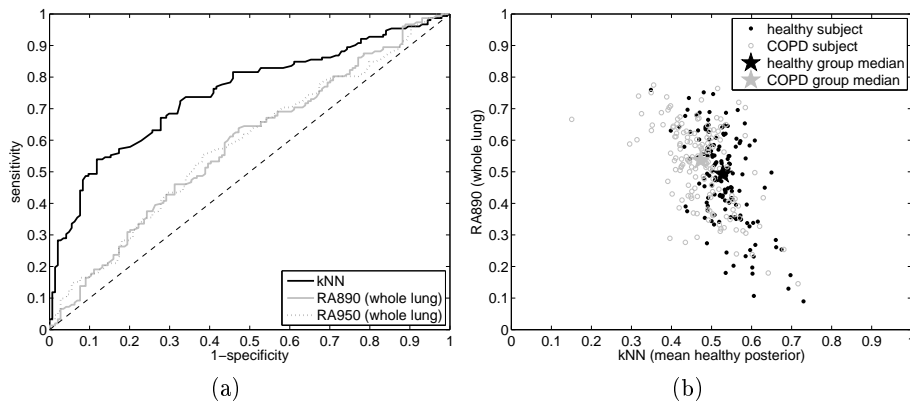 1
0.9
0.8
0.7
0.6
0.5
0.4
0.3
0.2
0.1
0
sensitivity
kNN
RA890 (whole lung)
RA950 (whole lung)
0 0.1 0.2 0.3 0.4 0.5 0.6 0.7 0.8 0.9 1
1−specificity
(a)
1
0.9
0.8
0.7
0.6
0.5
0.4
0.3
0.2
0.1
0
RA890 (whole lung)
healthy subject
COPD subject
healthy group median
COPD group median
0 0.1 0.2 0.3 0.4 0.5 0.6 0.7 0.8 0.9 1
kNN (mean healthy posterior)
(b)